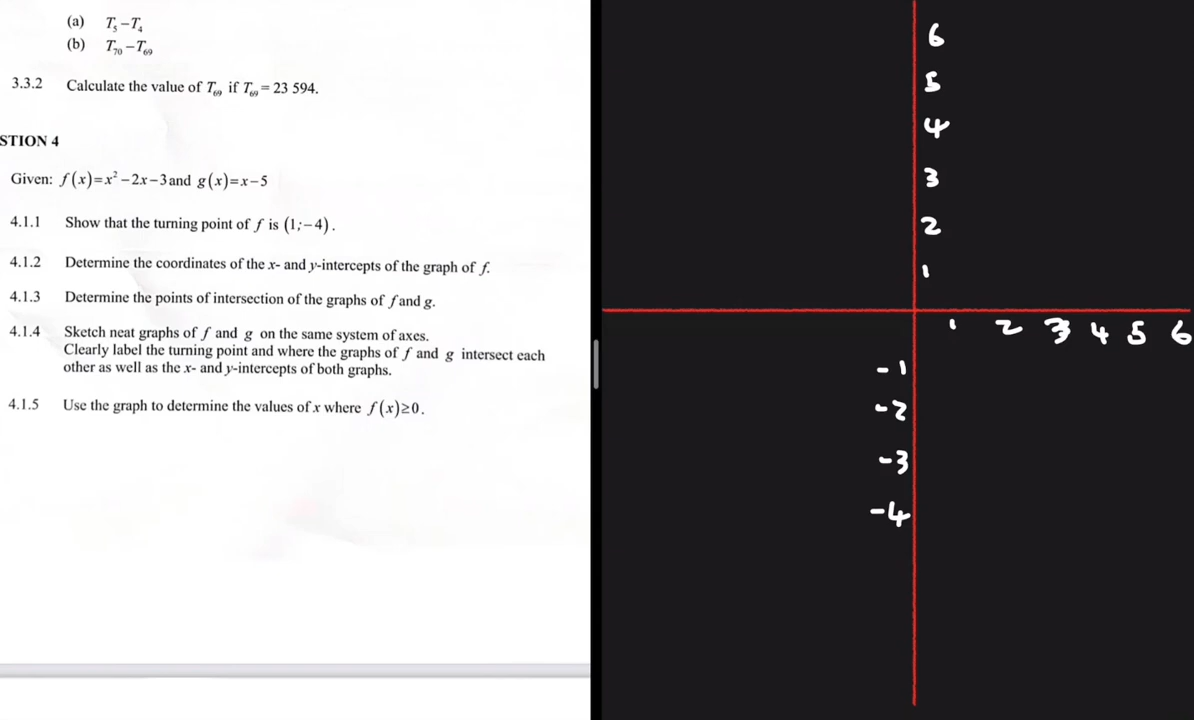 (a) T₅ – T₄
(b) T₇₀ – T₆₉
3.3.2 Calculate the value of T₆₉ if T₆₉ = 23 594.
STION 4
Given: f(x)=x²–2x–3 and g(x)=x–5
4.1.1 Show that the turning point of f is (1;–4).
4.1.2 Determine the coordinates of the x- and y-intercepts of the graph of f.
4.1.3 Determine the points of intersection of the graphs of f and g.
4.1.4 Sketch neat graphs of f and g on the same system of axes.
Clearly label the turning point and where the graphs of f and g intersect each
other as well as the x- and y-intercepts of both graphs.
4.1.5 Use the graph to determine the values of x where f(x)≥0.
6
5
4
3
2
1
1 2 3 4 5 6
-1
-2
-3
-4